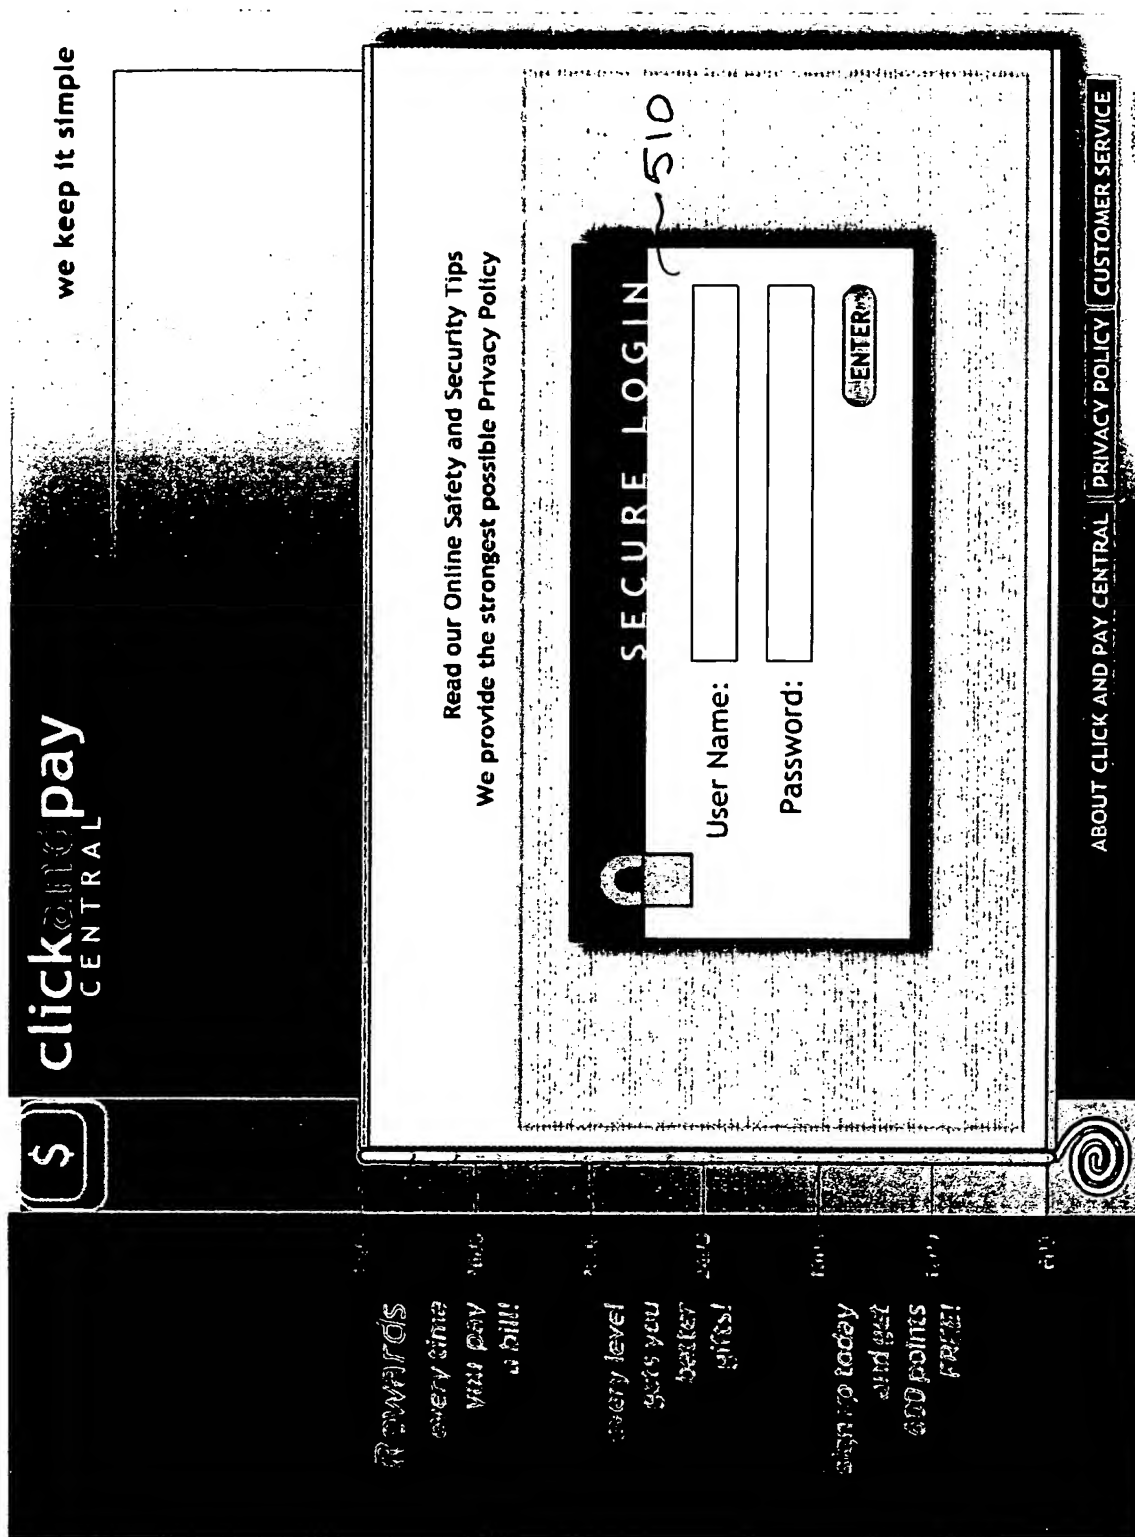 $
clickandpay
CENTRAL
we keep it simple
Rewards
every time
you pay
a bill!
every level
gets you
better
gifts!
sign up today
and get
600 points
FREE!
Read our Online Safety and Security Tips
We provide the strongest possible Privacy Policy
SECURE LOGIN
510
User Name:
Password:
ENTER
ABOUT CLICK AND PAY CENTRAL PRIVACY POLICY CUSTOMER SERVICE